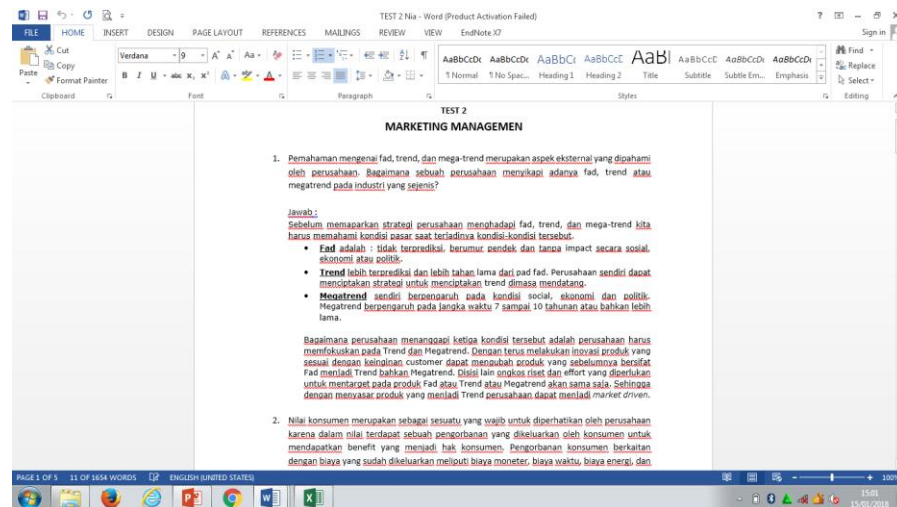 TEST 2 Nia - Word (Product Activation Failed)
FILE HOME INSERT DESIGN PAGE LAYOUT REFERENCES MAILINGS REVIEW VIEW EndNote X7 Sign in
Cut
Copy
Format Painter
Paste
Verdana 9
AaBbCcDc AaBbCcDc AaBbCc AaBbCcC AaBl AaBbCcC AaBbCcDc AaBbCcDc
¶ Normal ¶ No Spac... Heading 1 Heading 2 Title Subtitle Subtle Em... Emphasis
Find
Replace
Select
Clipboard Font Paragraph Styles Editing
TEST 2
MARKETING MANAGEMEN
1. Pemahaman mengenai fad, trend, dan mega-trend merupakan aspek eksternal yang dipahami
oleh perusahaan. Bagaimana sebuah perusahaan menyikapi adanya fad, trend atau
megatrend pada industri yang sejenis?
Jawab :
Sebelum memaparkan strategi perusahaan menghadapi fad, trend, dan mega-trend kita
harus memahami kondisi pasar saat terjadinya kondisi-kondisi tersebut.
• Fad adalah : tidak terprediksi, berumur pendek dan tanpa impact secara sosial,
ekonomi atau politik.
• Trend lebih terprediksi dan lebih tahan lama dari pad fad. Perusahaan sendiri dapat
menciptakan strategi untuk menciptakan trend dimasa mendatang.
• Megatrend sendiri berpengaruh pada kondisi social, ekonomi dan politik.
Megatrend berpengaruh pada jangka waktu 7 sampai 10 tahunan atau bahkan lebih
lama.
Bagaimana perusahaan menanggapi ketiga kondisi tersebut adalah perusahaan harus
memfokuskan pada Trend dan Megatrend. Dengan terus melakukan inovasi produk yang
sesuai dengan keinginan customer dapat mengubah produk yang sebelumnya bersifat
Fad menjadi Trend bahkan Megatrend. Disisi lain ongkos riset dan effort yang diperlukan
untuk mentarget pada produk Fad atau Trend atau Megatrend akan sama saja. Sehingga
dengan menyasar produk yang menjadi Trend perusahaan dapat menjadi market driven.
2. Nilai konsumen merupakan sebagai sesuatu yang wajib untuk diperhatikan oleh perusahaan
karena dalam nilai terdapat sebuah pengorbanan yang dikeluarkan oleh konsumen untuk
mendapatkan benefit yang menjadi hak konsumen. Pengorbanan konsumen berkaitan
dengan biaya yang sudah dikeluarkan meliputi biaya moneter, biaya waktu, biaya energi, dan
PAGE 1 OF 5 11 OF 1654 WORDS ENGLISH (UNITED STATES) 100%
15:01
15/03/2018